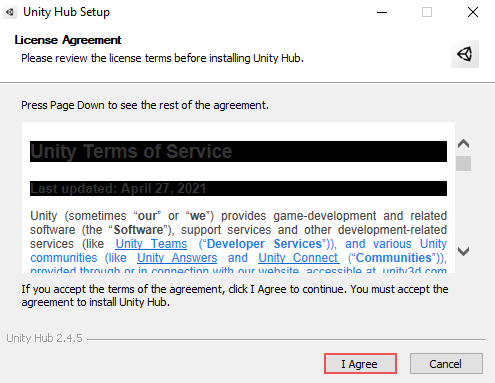 Unity Hub Setup
License Agreement
Please review the license terms before installing Unity Hub.
Press Page Down to see the rest of the agreement.
Unity Terms of Service
Last updated: April 27, 2021
Unity (sometimes “our” or “we”) provides game-development and related
software (the “Software”), support services and other development-related
services (like Unity Teams (“Developer Services”)), and various Unity
communities (like Unity Answers and Unity Connect (“Communities”)),
provided through or in connection with our website, accessible at unity3d.com
If you accept the terms of the agreement, click I Agree to continue. You must accept the
agreement to install Unity Hub.
Unity Hub 2.4.5
I Agree
Cancel